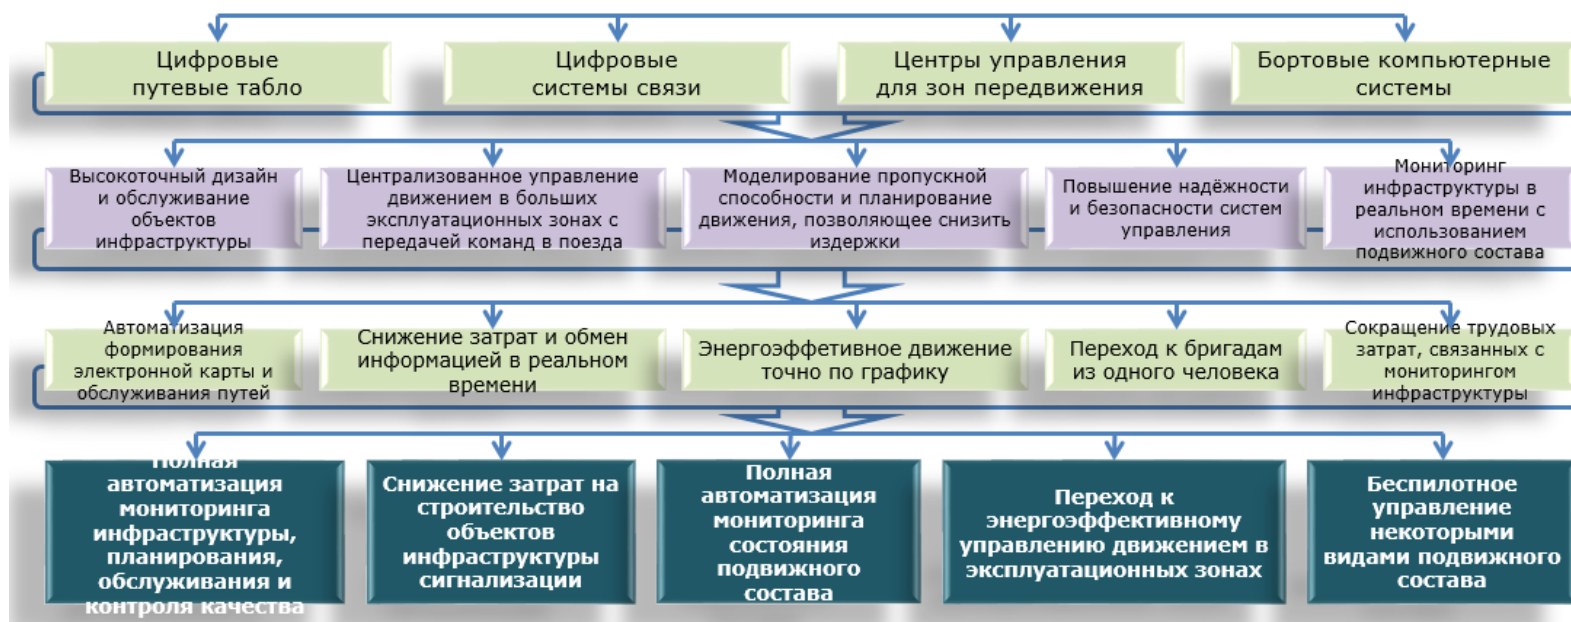 Цифровые
путевые табло
Цифровые
системы связи
Центры управления
для зон передвижения
Бортовые компьютерные
системы
Высокоточный дизайн
и обслуживание
объектов
инфраструктуры
Централизованное управление
движением в больших
эксплуатационных зонах с
передачей команд в поезда
Моделирование пропускной
способности и планирование
движения, позволяющее снизить
издержки
Повышение надёжности
и безопасности систем
управления
Мониторинг
инфраструктуры в
реальном времени с
использованием
подвижного состава
Автоматизация
формирования
электронной карты и
обслуживания путей
Снижение затрат и обмен
информацией в реальном
времени
Энергоэффетивное движение
точно по графику
Переход к бригадам
из одного человека
Сокращение трудовых
затрат, связанных с
мониторингом
инфраструктуры
Полная
автоматизация
мониторинга
инфраструктуры,
планирования,
обслуживания и
контроля качества
Снижение затрат на
строительство
объектов
инфраструктуры
сигнализации
Полная
автоматизация
мониторинга
состояния
подвижного
состава
Переход к
энергоэффективному
управлению движением в
эксплуатационных зонах
Беспилотное
управление
некоторыми
видами подвижного
состава